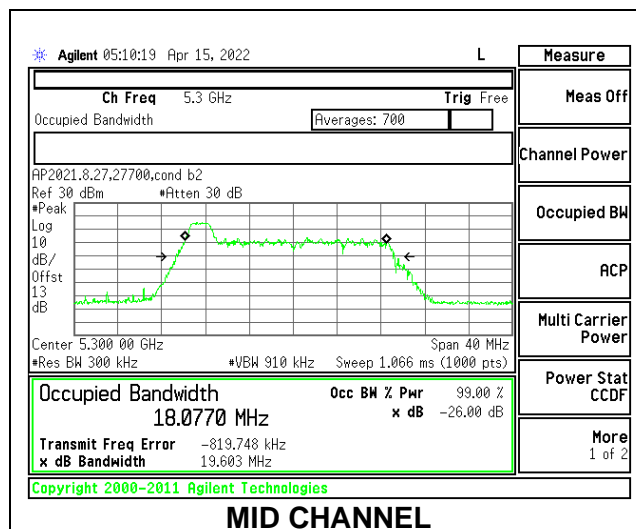 Agilent 05:10:19 Apr 15, 2022 L Measure
Ch Freq 5.3 GHz Trig Free
Meas Off
Occupied Bandwidth Averages: 700
Channel Power
AP2021.8.27,27700,cond b2
Ref 30 dBm #Atten 30 dB
#Peak
Log
10
dB/
Offst
13
dB
Occupied BW
ACP
Multi Carrier
Power
Center 5.300 00 GHz Span 40 MHz
#Res BW 300 kHz #VBW 910 kHz Sweep 1.066 ms (1000 pts)
Power Stat
CCDF
Occupied Bandwidth Occ BW % Pwr 99.00 %
18.0770 MHz x dB -26.00 dB
Transmit Freq Error -819.748 kHz
x dB Bandwidth 19.603 MHz
More
1 of 2
Copyright 2000-2011 Agilent Technologies
MID CHANNEL